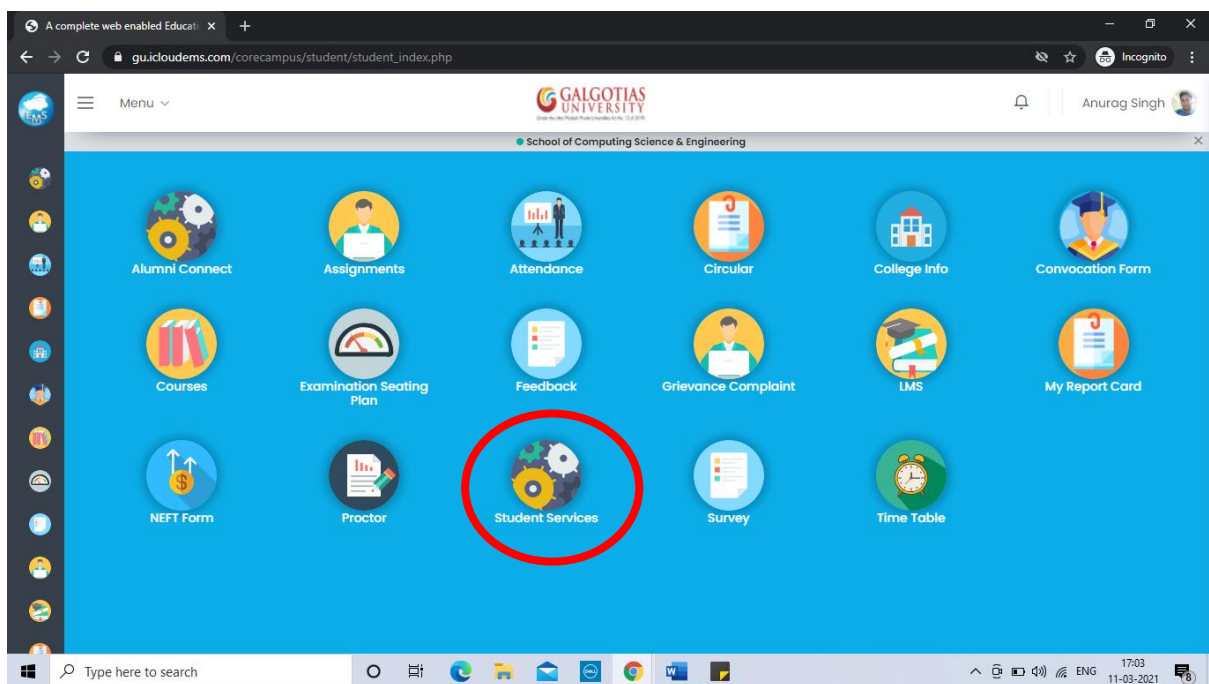 A complete web enabled Educati
gu.icloudems.com/corecampus/student/student_index.php
Incognito
EMS
Menu
GALGOTIAS
UNIVERSITY
Anurag Singh
School of Computing Science & Engineering
Alumni Connect
Assignments
Attendance
Circular
College Info
Convocation Form
Courses
Examination Seating
Plan
Feedback
Grievance Complaint
LMS
My Report Card
NEFT Form
Proctor
Student Services
Survey
Time Table
Type here to search
ENG
17:03
11-03-2021
8